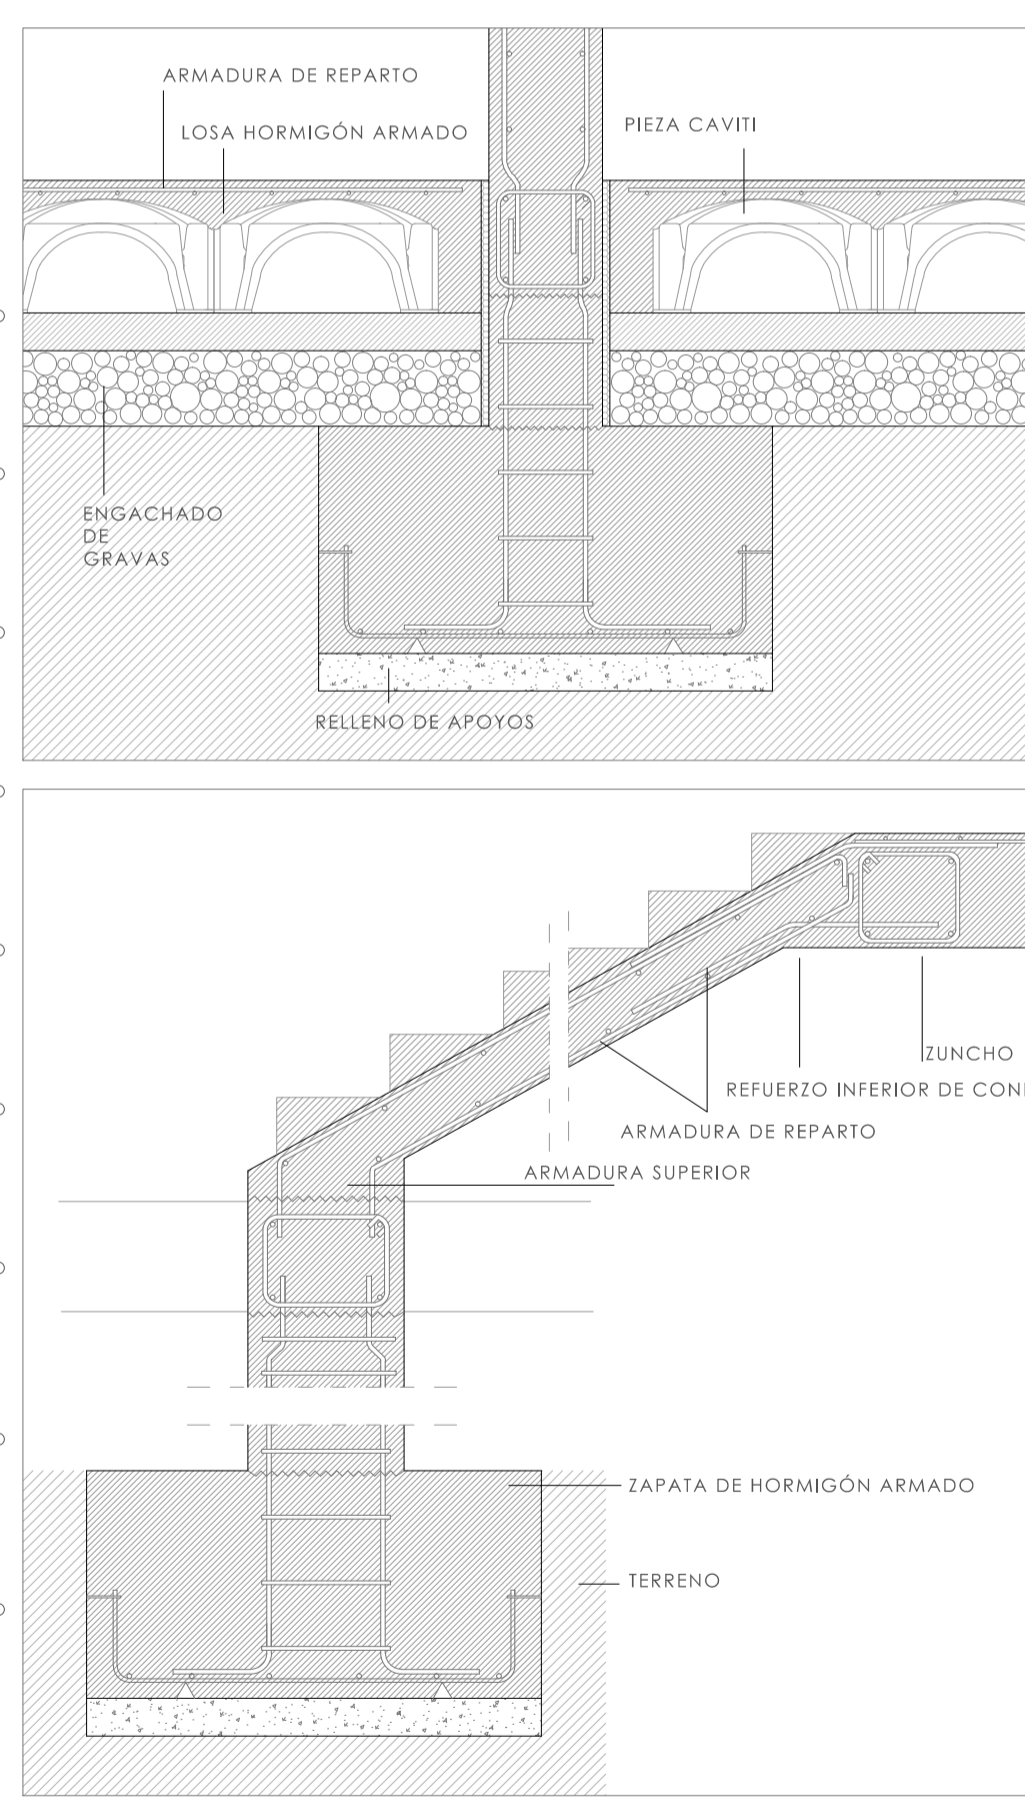 ARMADURA DE REPARTO
LOSA HORMIGÓN ARMADO
PIEZA CAVITI
ENGACHADO
DE
GRAVAS
RELLENO DE APOYOS
ZUNCHO
REFUERZO INFERIOR DE
ARMADURA DE REPARTO
ARMADURA SUPERIOR
ZAPATA DE HORMIGÓN ARMADO
TERRENO